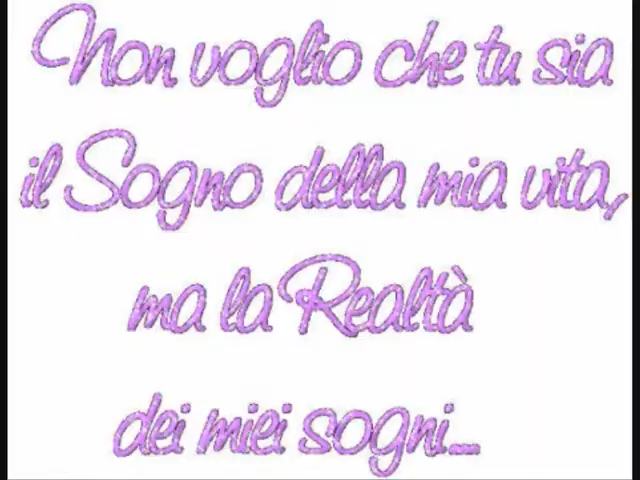 Non voglio che tu sia
il Sogno della mia vita,
ma la Realtà
dei miei sogni...